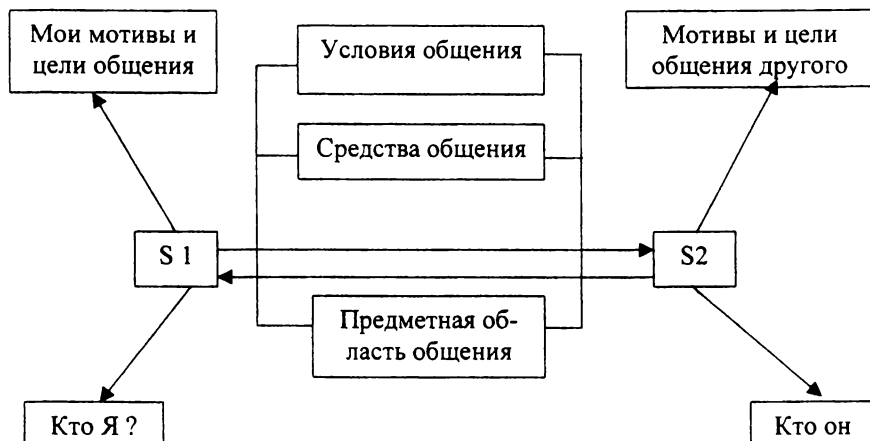 Мои мотивы и
цели общения
Условия общения
Мотивы и цели
общения другого
Средства общения
S 1
S2
Предметная об-
ласть общения
Кто Я ?
Кто он